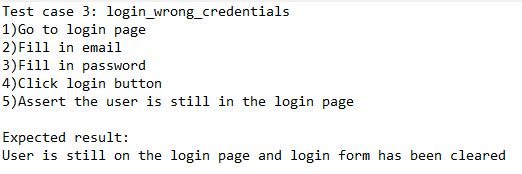 Test case 3: login_wrong_credentials
1)Go to login page
2)Fill in email
3)Fill in password
4)Click login button
5)Assert the user is still in the login page
Expected result:
User is still on the login page and login form has been cleared